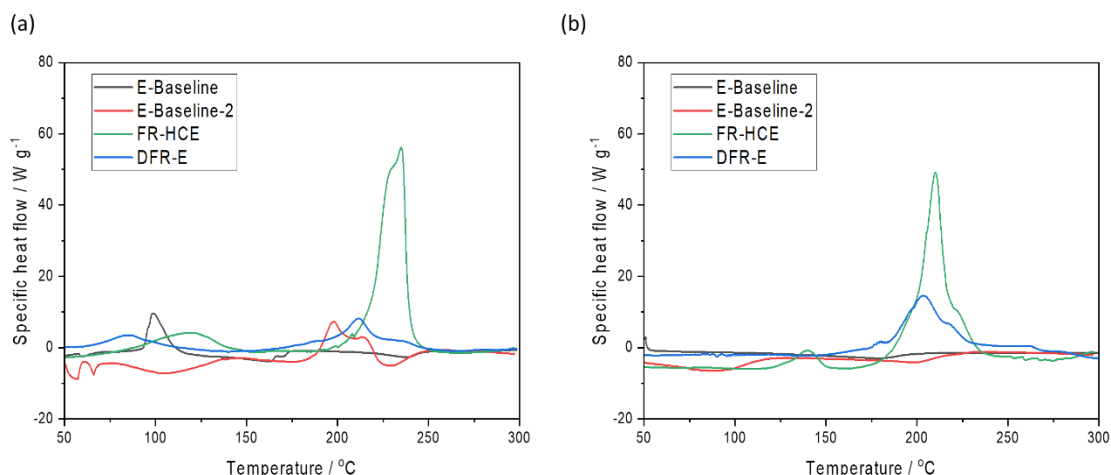 (a)
(b)
80
60
40
20
0
-20
Specific heat flow / W g⁻¹
E-Baseline
E-Baseline-2
FR-HCE
DFR-E
50
100
150
200
250
300
Temperature / °C
80
60
40
20
0
-20
Specific heat flow / W g⁻¹
E-Baseline
E-Baseline-2
FR-HCE
DFR-E
50
100
150
200
250
300
Temperature / °C